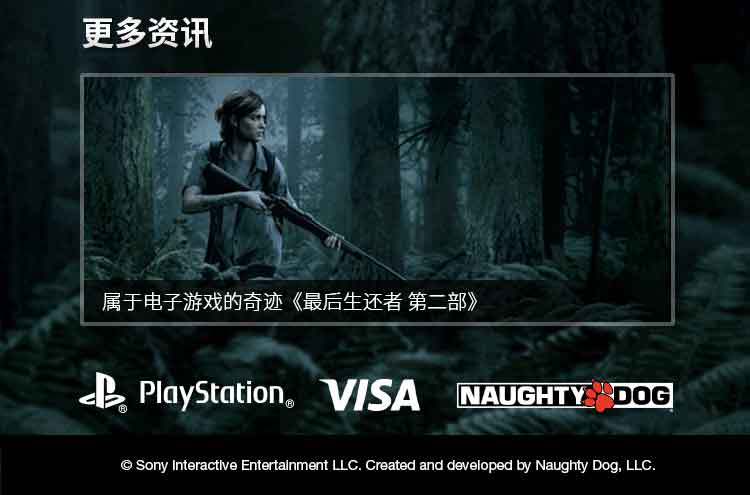 更多资讯
属于电子游戏的奇迹《最后生还者 第二部》
PlayStation® VISA NAUGHTY DOG
© Sony Interactive Entertainment LLC. Created and developed by Naughty Dog, LLC.